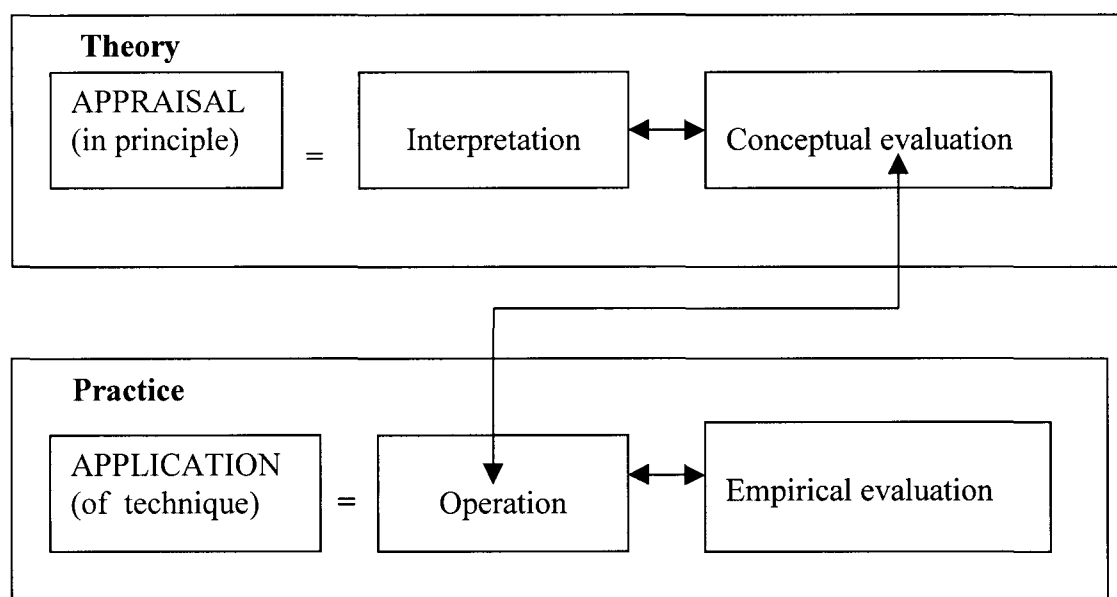 Theory
APPRAISAL
(in principle)
=
Interpretation
Conceptual evaluation
Practice
APPLICATION
(of technique)
=
Operation
Empirical evaluation